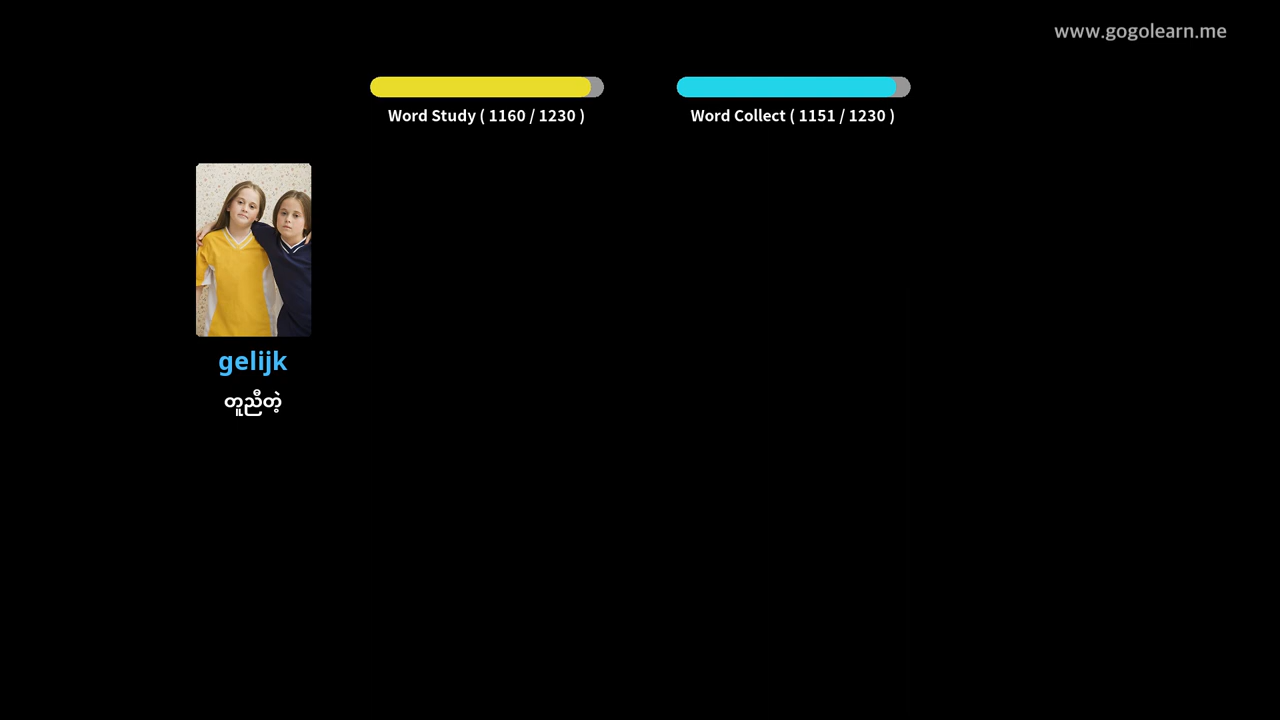 www.gogolearn.me
Word Study ( 1160 / 1230 )
Word Collect ( 1151 / 1230 )
gelijk
တူညီတဲ့